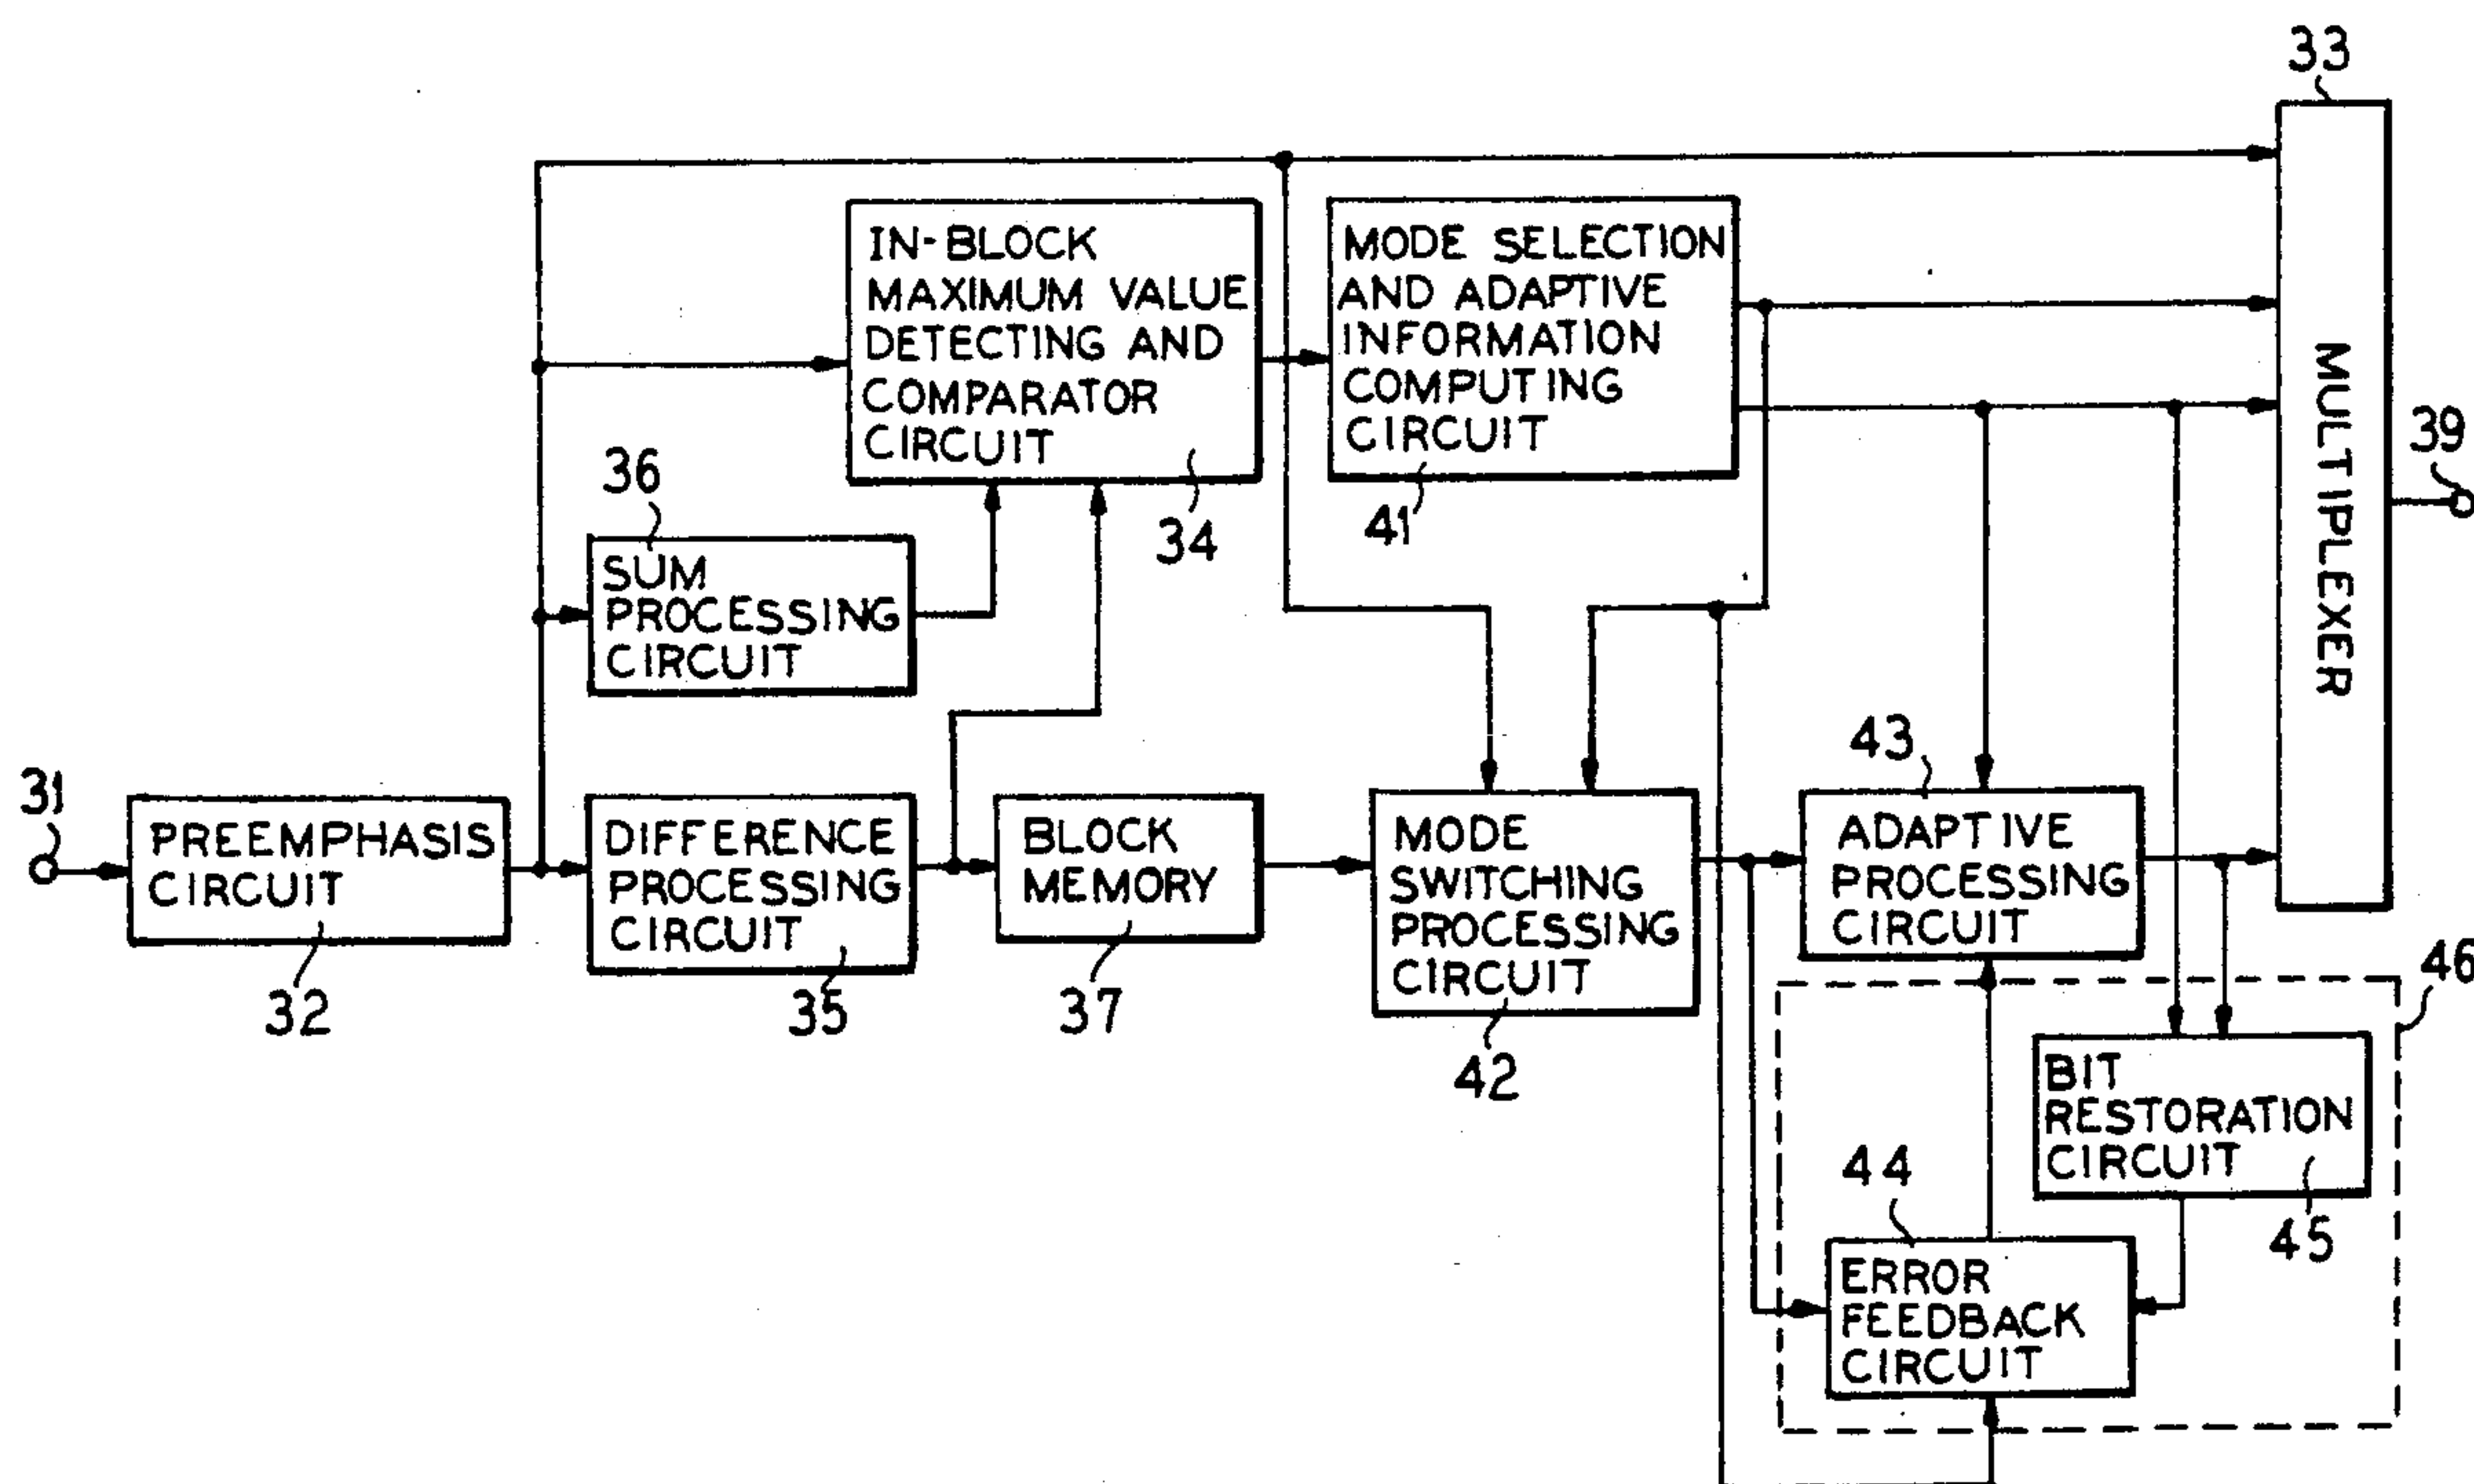 33
IN-BLOCK
MAXIMUM VALUE
DETECTING AND
COMPARATOR
CIRCUIT
34
MODE SELECTION
AND ADAPTIVE
INFORMATION
COMPUTING
CIRCUIT
41
MULTIPLEXER
39
36
SUM
PROCESSING
CIRCUIT
31
PREEMPHASIS
CIRCUIT
32
DIFFERENCE
PROCESSING
CIRCUIT
35
BLOCK
MEMORY
37
MODE
SWITCHING
PROCESSING
CIRCUIT
42
43
ADAPTIVE
PROCESSING
CIRCUIT
46
BIT
RESTORATION
CIRCUIT
45
44
ERROR
FEEDBACK
CIRCUIT